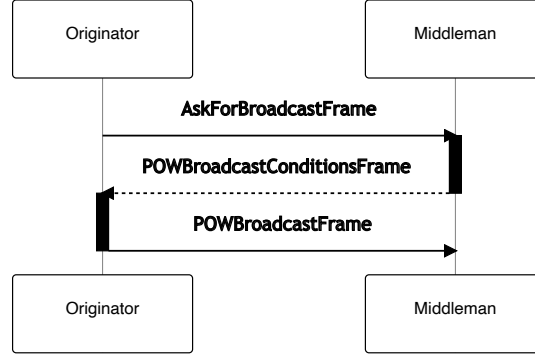 Originator
Middleman
AskForBroadcastFrame
POWBroadcastConditionsFrame
POWBroadcastFrame
Originator
Middleman